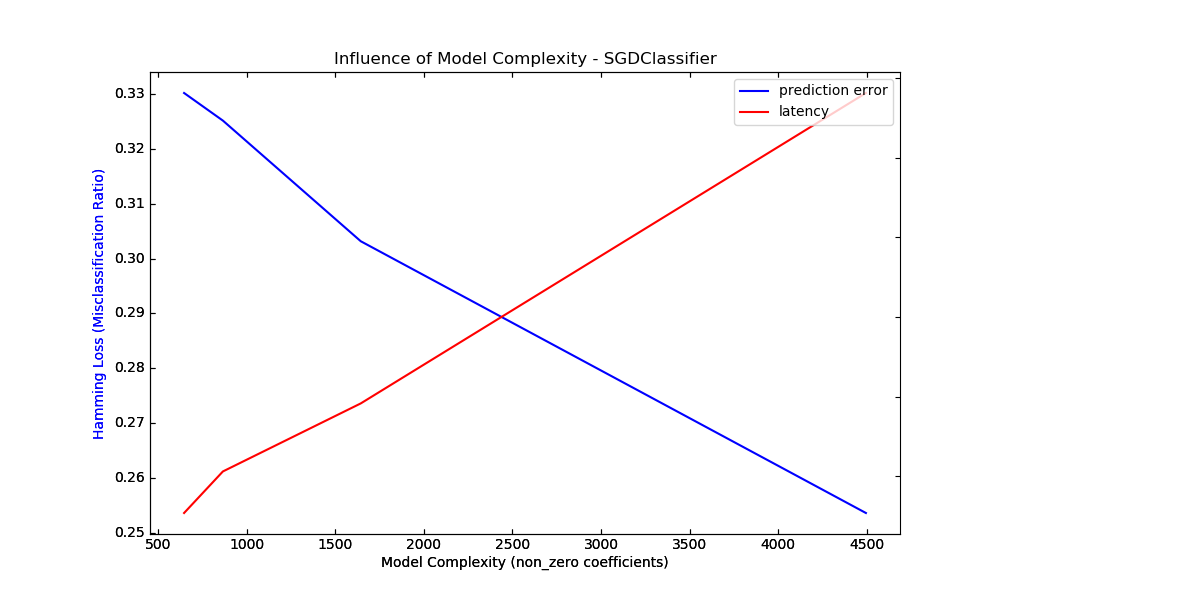 Influence of Model Complexity - SGDClassifier
prediction error
latency
0.33
0.32
0.31
0.30
0.29
0.28
0.27
0.26
0.25
Hamming Loss (Misclassification Ratio)
500 1000 1500 2000 2500 3000 3500 4000 4500
Model Complexity (non_zero coefficients)